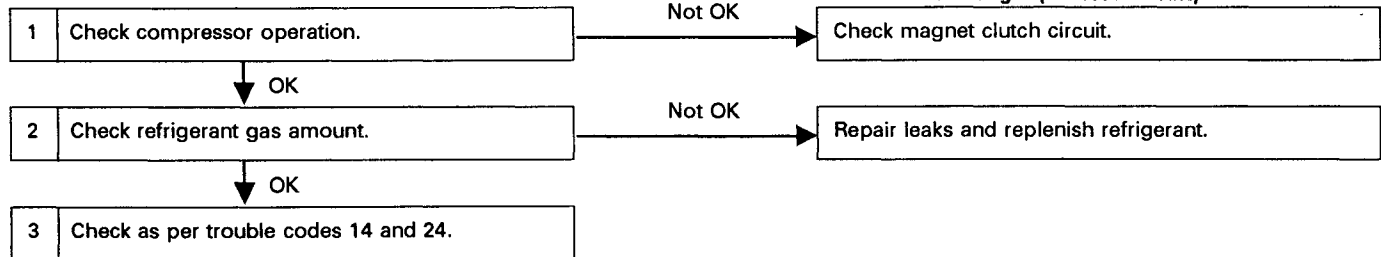 Not OK
1 Check compressor operation. Check magnet clutch circuit.
OK
Not OK
2 Check refrigerant gas amount. Repair leaks and replenish refrigerant.
OK
3 Check as per trouble codes 14 and 24.